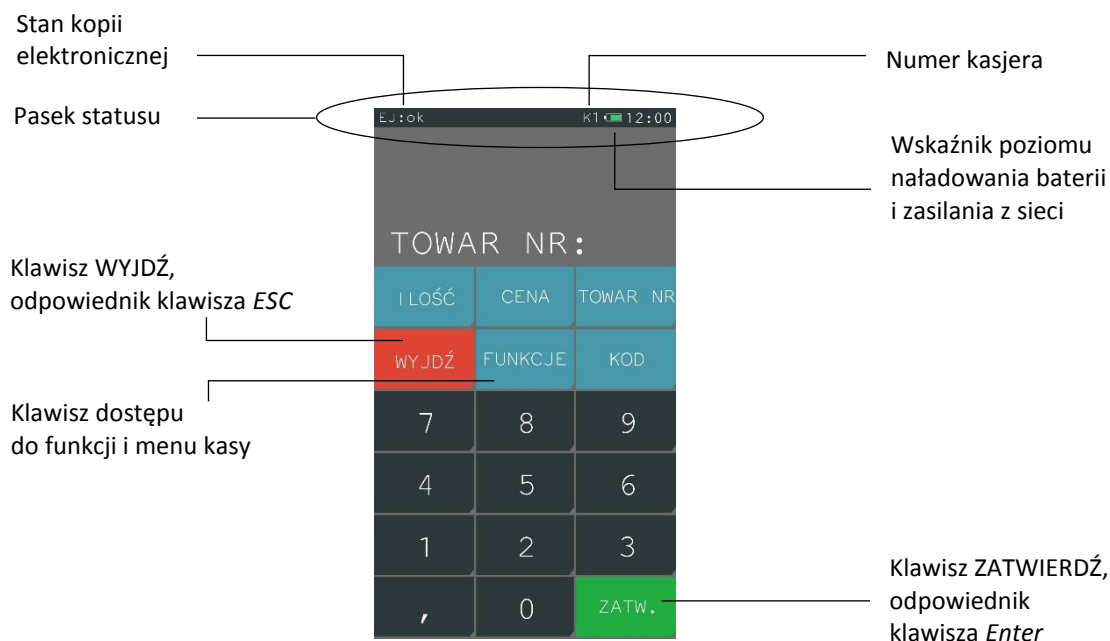 Stan kopii
elektronicznej
Numer kasjera
Pasek statusu
EJ:ok K1 12:00
Wskaźnik poziomu
naładowania baterii
i zasilania z sieci
TOWAR NR:
Klawisz WYJDŹ,
odpowiednik klawisza ESC
ILOŚĆ CENA TOWAR NR
WYJDŹ FUNKCJE KOD
Klawisz dostępu
do funkcji i menu kasy
7 8 9
4 5 6
1 2 3
, 0 ZATW.
Klawisz ZATWIERDŹ,
odpowiednik
klawisza Enter